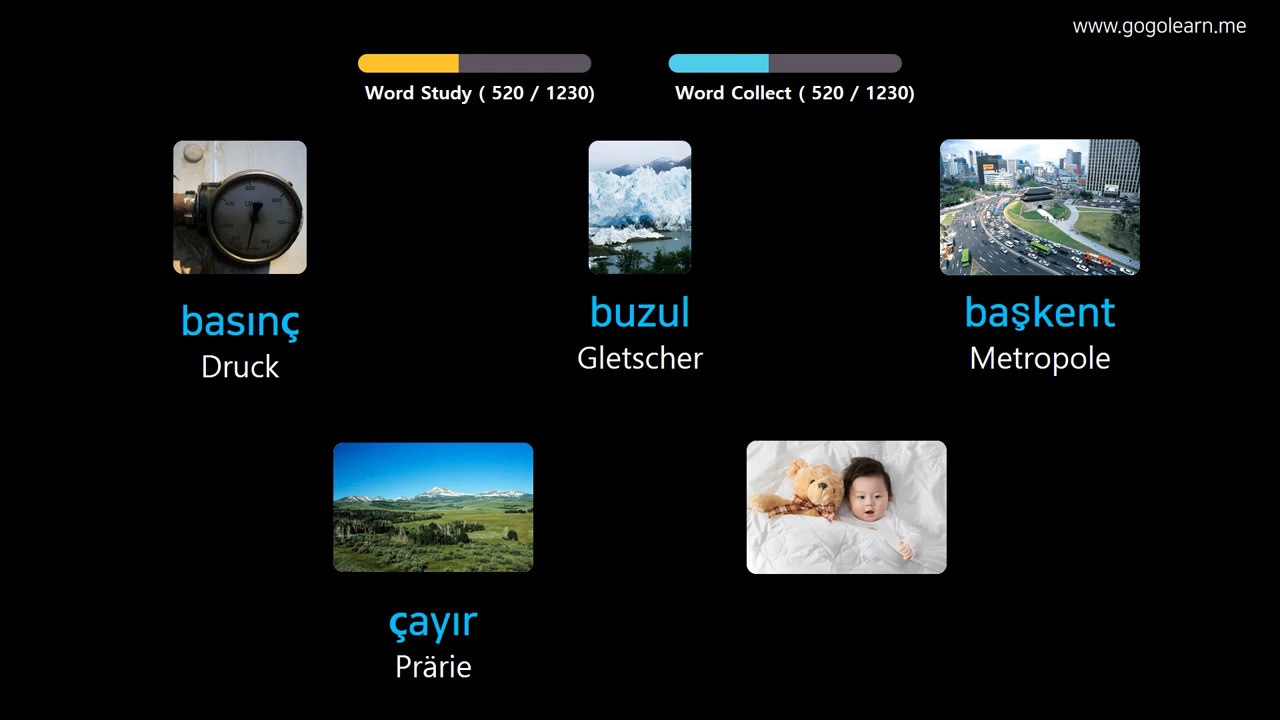 www.gogolearn.me
Word Study ( 520 / 1230)
Word Collect ( 520 / 1230)
basınç
Druck
buzul
Gletscher
başkent
Metropole
çayır
Prärie